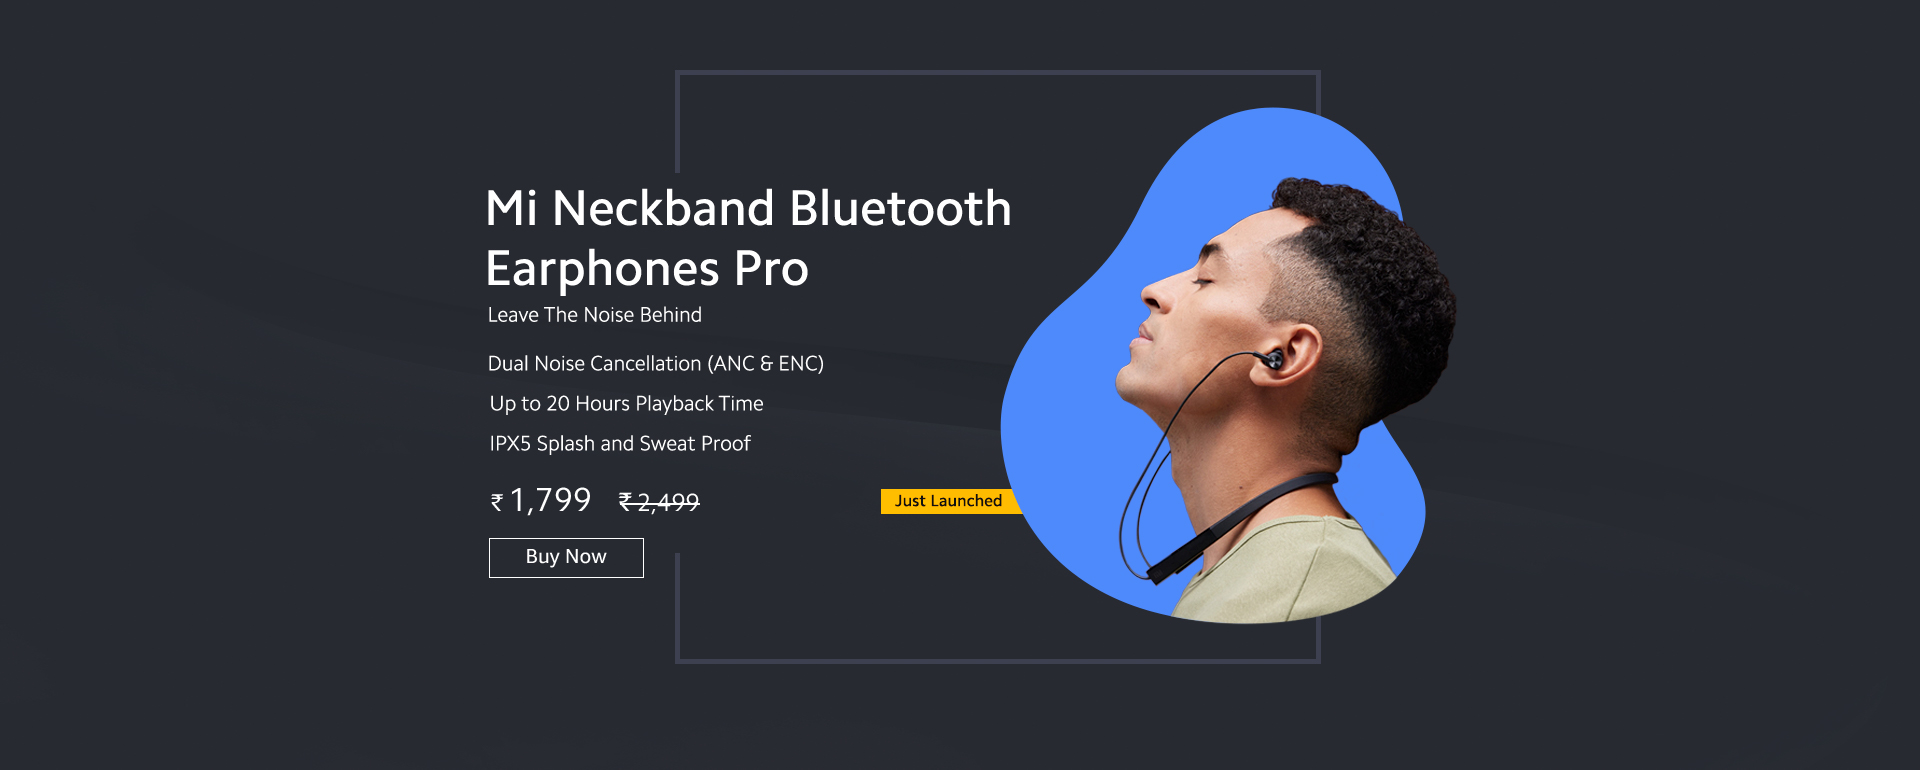 Mi Neckband Bluetooth
Earphones Pro
Leave The Noise Behind
Dual Noise Cancellation (ANC & ENC)
Up to 20 Hours Playback Time
IPX5 Splash and Sweat Proof
₹ 1,799 ₹ 2,499
Just Launched
Buy Now